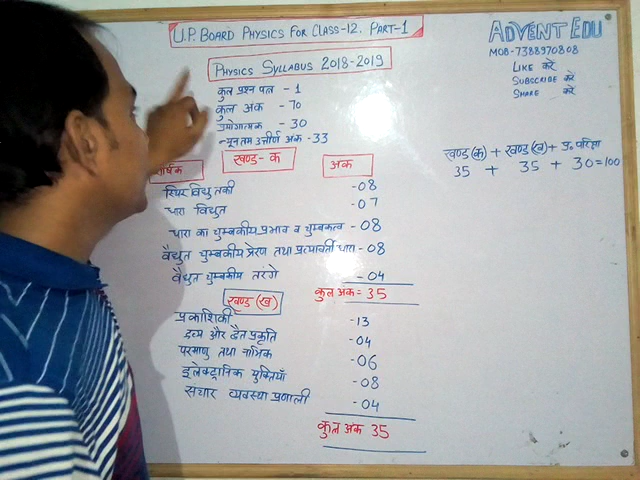 U.P. BOARD PHYSICS FOR CLASS-12. PART-1
ADVENT EDU
MOB-7388970808
LIKE करे
SUBSCRIBE करे
SHARE करे
PHYSICS SYLLABUS 2018-2019
कुल प्रश्न पत्र - 1
कुल अंक - 70
प्रयोगात्मक - 30
न्यूनतम उत्तीर्ण अंक -33
खण्ड(क) + खण्ड(ख) + प्र० परिक्षा
35 + 35 + 30=100
खण्ड-क अंक
स्थिर विद्युतकी -08
धारा विद्युत -07
धारा का चुम्बकीय प्रभाव व चुम्बकत्व -08
वैद्युत चुम्बकीय प्रेरण तथा प्रत्यावर्ती धारा -08
वैद्युत चुम्बकीय तरंगे -04
कुल अंक = 35
खण्ड (ख)
प्रकाशिकी -13
द्रव्य और द्वैत प्रकृति -04
परमाणु तथा नाभिक -06
इलेक्ट्रानिक युक्तियाँ -08
संचार व्यवस्था प्रणाली -04
कुल अंक 35